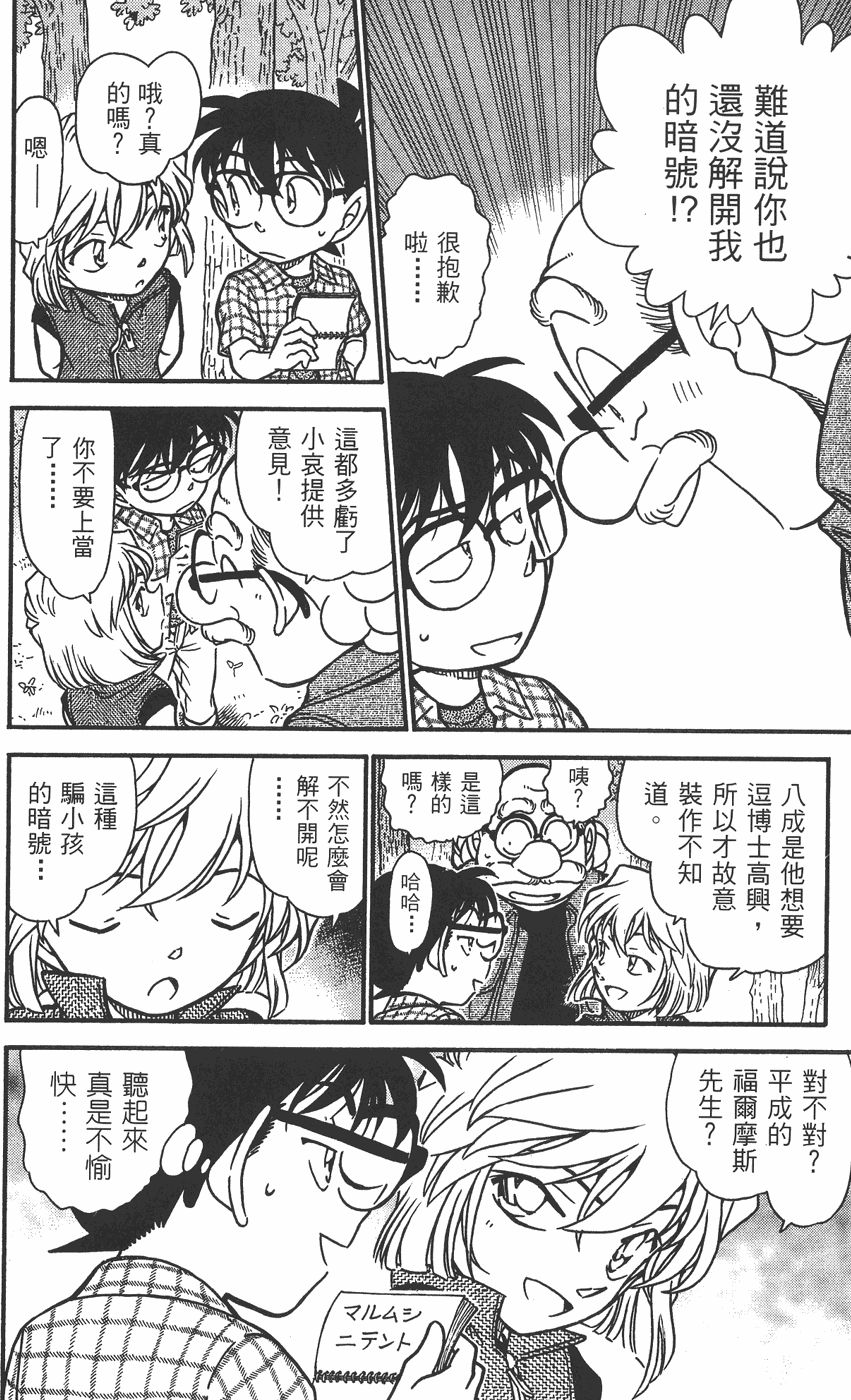 難道說你也
還沒解開我
的暗號!?
很抱歉
啦……
哦？真
的嗎？
嗯——
這都多虧了
小哀提供
意見！
你不要上當
了……
八成是他想要
逗博士高興，
所以才故意
裝作不知
道。
咦？
是這
樣的
嗎？
哈哈…
不然怎麼會
解不開呢
……
這種
騙小孩
的暗號…
對不對？
平成的
福爾摩斯
先生？
聽起來
真是不愉
快……
マルムシ
ニテント